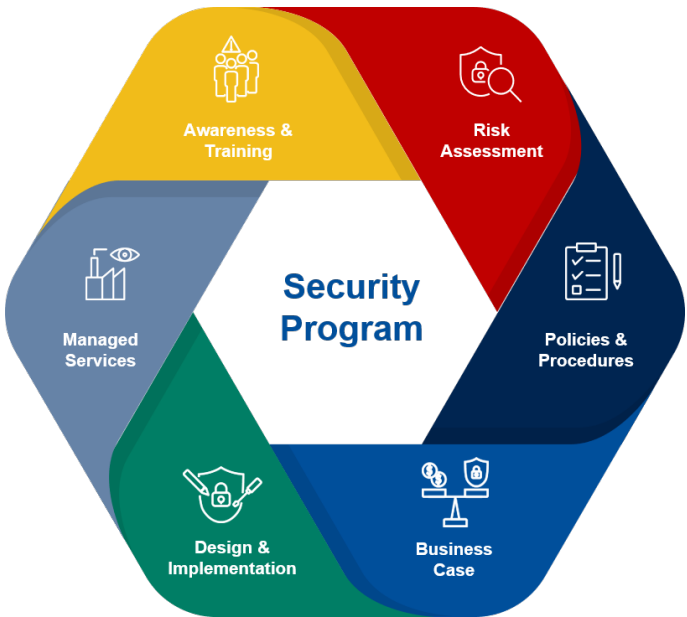 Awareness &
Training
Risk
Assessment
Security
Program
Managed
Services
Policies &
Procedures
Design &
Implementation
Business
Case